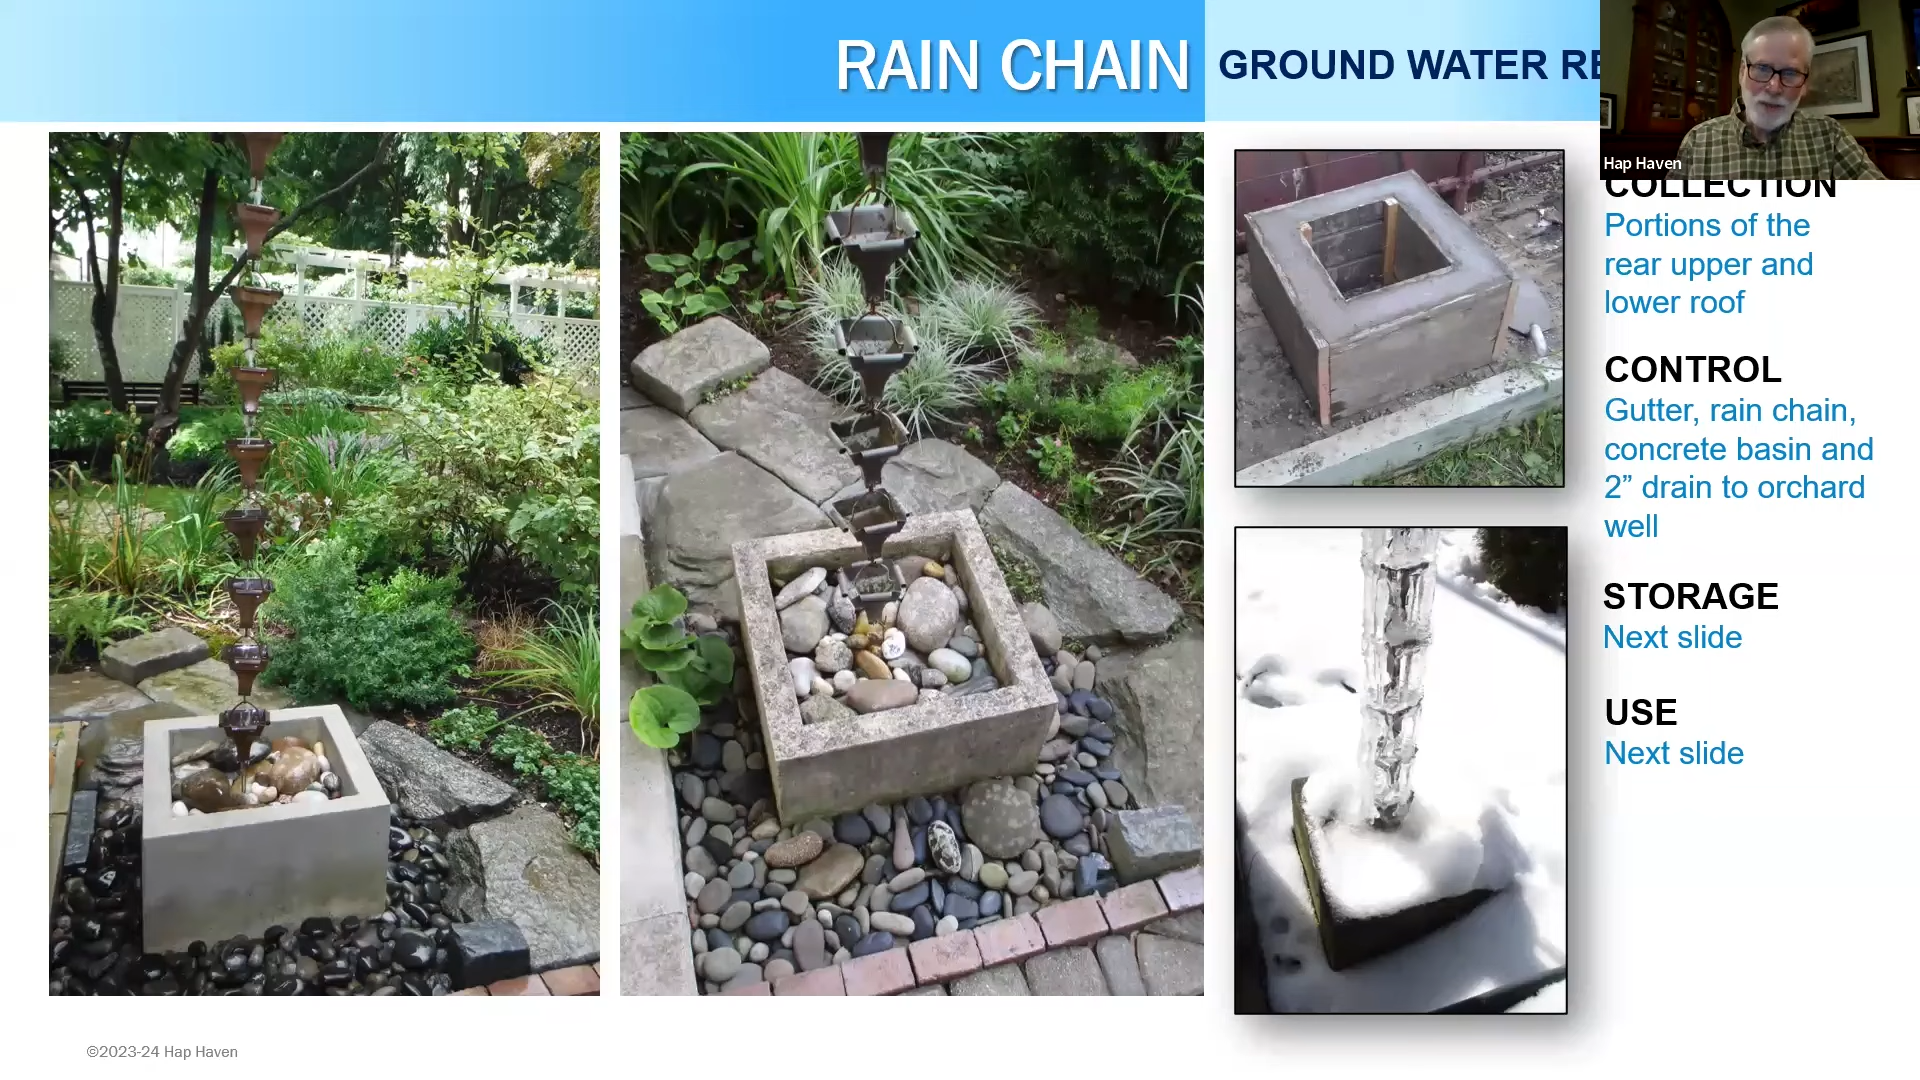 RAIN CHAIN
GROUND WATER
Hap Haven
COLLECTION
Portions of the
rear upper and
lower roof
CONTROL
Gutter, rain chain,
concrete basin and
2” drain to orchard
well
STORAGE
Next slide
USE
Next slide
©2023-24 Hap Haven